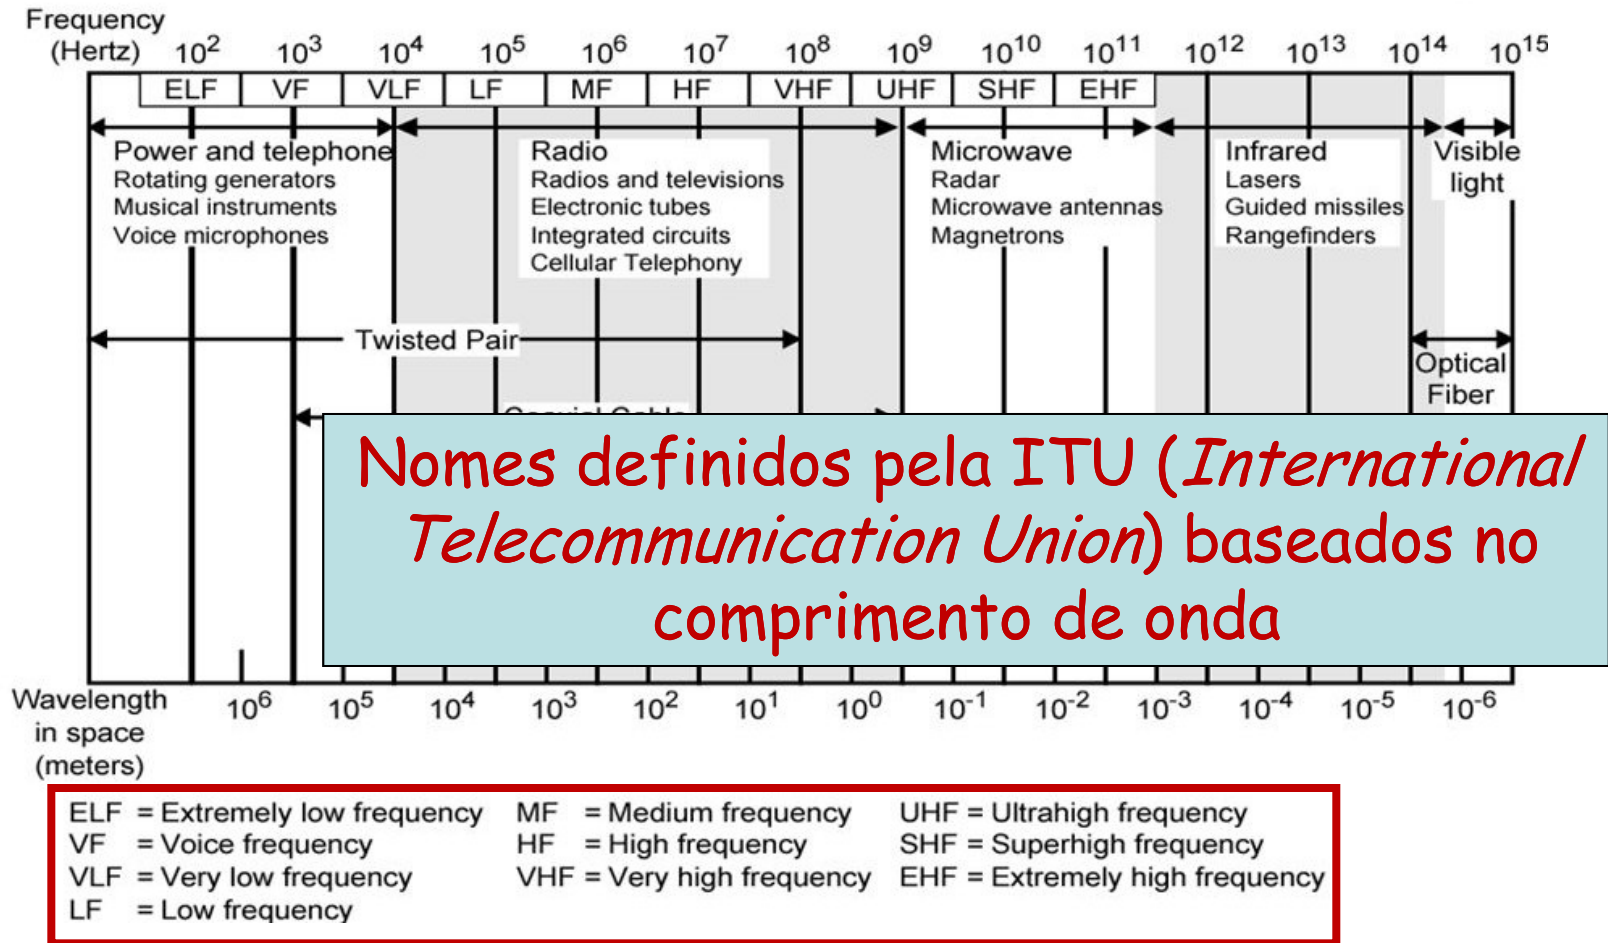 Frequency
(Hertz) 10² 10³ 10⁴ 10⁵ 10⁶ 10⁷ 10⁸ 10⁹ 10¹⁰ 10¹¹ 10¹² 10¹³ 10¹⁴ 10¹⁵
ELF VF VLF LF MF HF VHF UHF SHF EHF
Power and telephone
Rotating generators
Musical instruments
Voice microphones
Radio
Radios and televisions
Electronic tubes
Integrated circuits
Cellular Telephony
Microwave
Radar
Microwave antennas
Magnetrons
Infrared
Lasers
Guided missiles
Rangefinders
Visible
light
Twisted Pair
Optical
Fiber
Coaxial Cable
Nomes definidos pela ITU (International
Telecommunication Union) baseados no
comprimento de onda
Wavelength
in space
(meters)
10⁶ 10⁵ 10⁴ 10³ 10² 10¹ 10⁰ 10⁻¹ 10⁻² 10⁻³ 10⁻⁴ 10⁻⁵ 10⁻⁶
ELF = Extremely low frequency
VF = Voice frequency
VLF = Very low frequency
LF = Low frequency
MF = Medium frequency
HF = High frequency
VHF = Very high frequency
UHF = Ultrahigh frequency
SHF = Superhigh frequency
EHF = Extremely high frequency